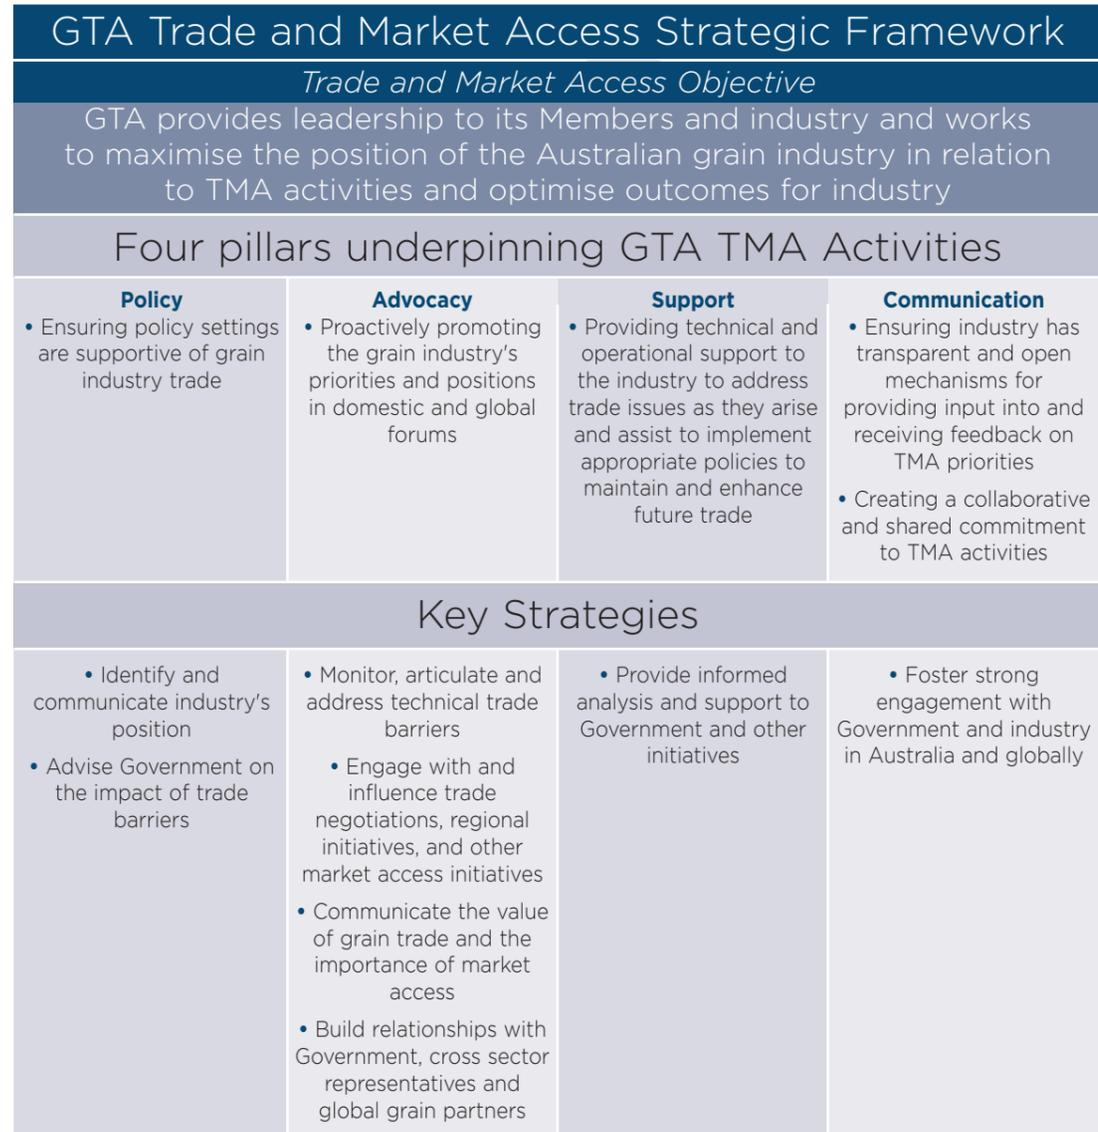 GTA Trade and Market Access Strategic Framework
Trade and Market Access Objective
GTA provides leadership to its Members and industry and works
to maximise the position of the Australian grain industry in relation
to TMA activities and optimise outcomes for industry
Four pillars underpinning GTA TMA Activities
Policy
• Ensuring policy settings
are supportive of grain
industry trade
Advocacy
• Proactively promoting
the grain industry's
priorities and positions
in domestic and global
forums
Support
• Providing technical and
operational support to
the industry to address
trade issues as they arise
and assist to implement
appropriate policies to
maintain and enhance
future trade
Communication
• Ensuring industry has
transparent and open
mechanisms for
providing input into and
receiving feedback on
TMA priorities
• Creating a collaborative
and shared commitment
to TMA activities
Key Strategies
• Identify and
communicate industry's
position
• Advise Government on
the impact of trade
barriers
• Monitor, articulate and
address technical trade
barriers
• Engage with and
influence trade
negotiations, regional
initiatives, and other
market access initiatives
• Communicate the value
of grain trade and the
importance of market
access
• Build relationships with
Government, cross sector
representatives and
global grain partners
• Provide informed
analysis and support to
Government and other
initiatives
• Foster strong
engagement with
Government and industry
in Australia and globally